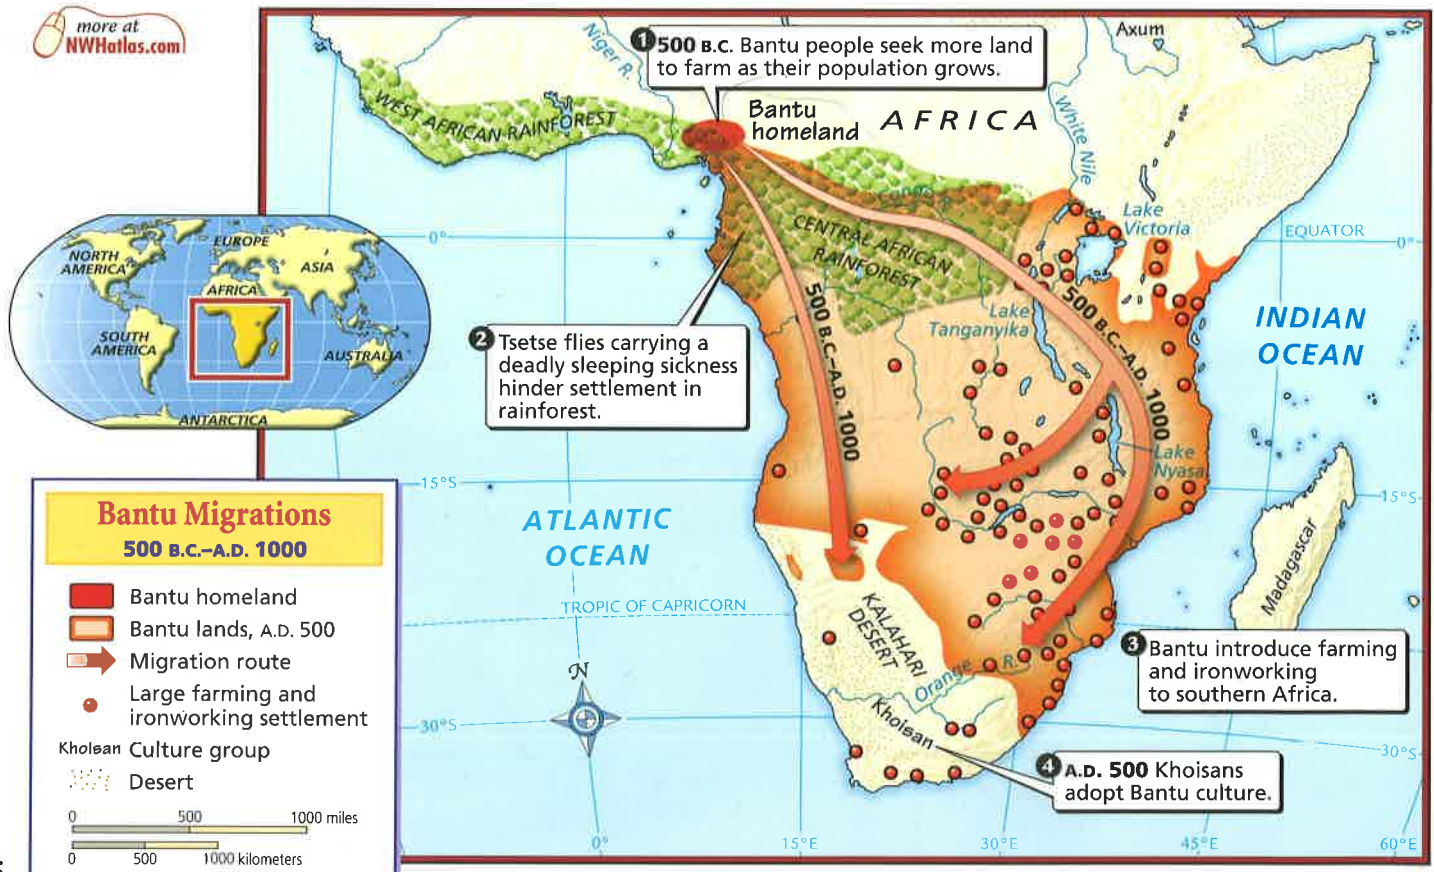 more at
NWHatlas.com
1 500 B.C. Bantu people seek more land
to farm as their population grows.
Axum
Niger R.
White Nile
WEST AFRICAN RAINFOREST
Bantu
homeland
AFRICA
Congo
CENTRAL AFRICAN
RAINFOREST
Lake
Victoria
EQUATOR
0°
0°
NORTH
AMERICA
EUROPE
ASIA
AFRICA
SOUTH
AMERICA
AUSTRALIA
ANTARCTICA
2 Tsetse flies carrying a
deadly sleeping sickness
hinder settlement in
rainforest.
Lake
Tanganyika
500 B.C.–A.D. 1000
500 B.C.–A.D. 1000
INDIAN
OCEAN
Lake
Nyasa
15°S
15°S
ATLANTIC
OCEAN
Madagascar
TROPIC OF CAPRICORN
KALAHARI
DESERT
Orange R.
Khoisan
N
3 Bantu introduce farming
and ironworking
to southern Africa.
30°S
30°S
4 A.D. 500 Khoisans
adopt Bantu culture.
0°
15°E
30°E
45°E
60°E
Bantu Migrations
500 B.C.–A.D. 1000
Bantu homeland
Bantu lands, A.D. 500
Migration route
Large farming and
ironworking settlement
Khoisan Culture group
Desert
0 500 1000 miles
0 500 1000 kilometers